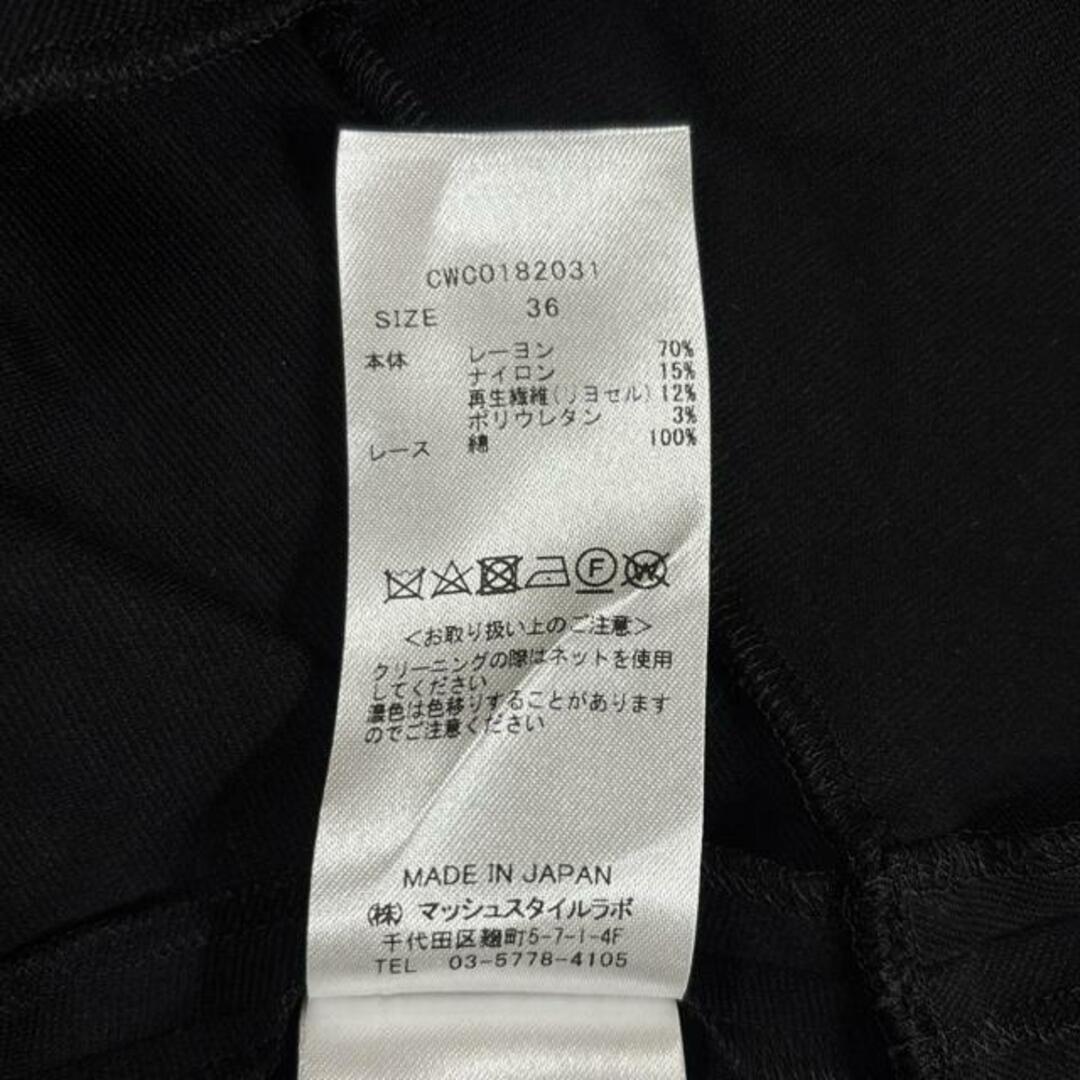 CWCO182031
SIZE 36
本体 レーヨン 70%
ナイロン 15%
再生繊維(リヨセル) 12%
ポリウレタン 3%
レース 綿 100%
F W
<お取り扱い上のご注意>
クリーニングの際はネットを使用
してください
濃色は色移りすることがあります
のでご注意ください
MADE IN JAPAN
(株) マッシュスタイルラボ
千代田区麹町5-7-1-4F
TEL 03-5778-4105